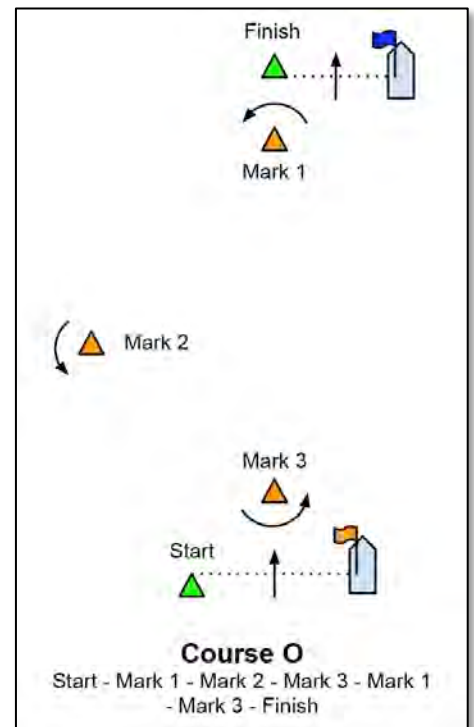 Finish
Mark 1
Mark 2
Mark 3
Start
Course O
Start - Mark 1 - Mark 2 - Mark 3 - Mark 1
- Mark 3 - Finish